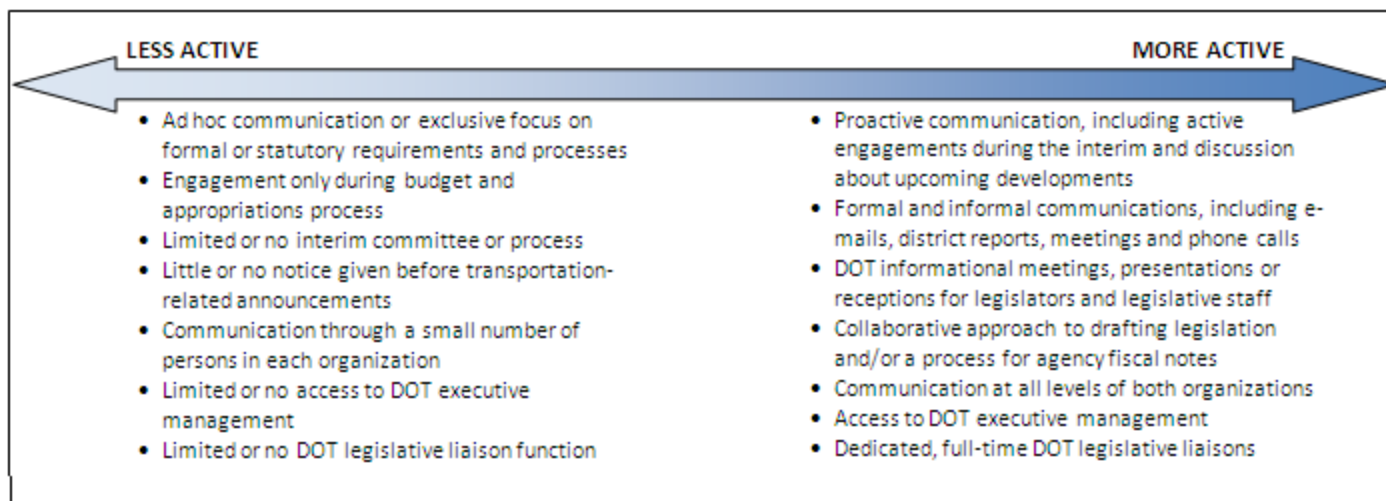 LESS ACTIVE
MORE ACTIVE
• Ad hoc communication or exclusive focus on
formal or statutory requirements and processes
• Engagement only during budget and
appropriations process
• Limited or no interim committee or process
• Little or no notice given before transportation-
related announcements
• Communication through a small number of
persons in each organization
• Limited or no access to DOT executive
management
• Limited or no DOT legislative liaison function
• Proactive communication, including active
engagements during the interim and discussion
about upcoming developments
• Formal and informal communications, including e-
mails, district reports, meetings and phone calls
• DOT informational meetings, presentations or
receptions for legislators and legislative staff
• Collaborative approach to drafting legislation
and/or a process for agency fiscal notes
• Communication at all levels of both organizations
• Access to DOT executive management
• Dedicated, full-time DOT legislative liaisons